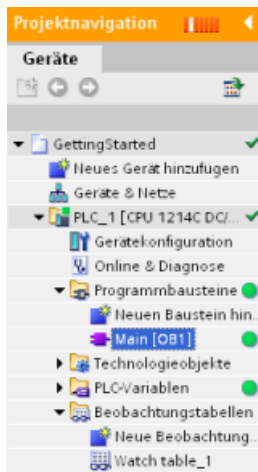 Projektnavigation
Geräte
GettingStarted
Neues Gerät hinzufügen
Geräte & Netze
PLC_1 [CPU 1214C DC/...
Gerätekonfiguration
Online & Diagnose
Programmbausteine
Neuen Baustein hin...
Main [OB1]
Technologieobjekte
PLC-Variablen
Beobachtungstabellen
Neue Beobachtung...
Watch table_1